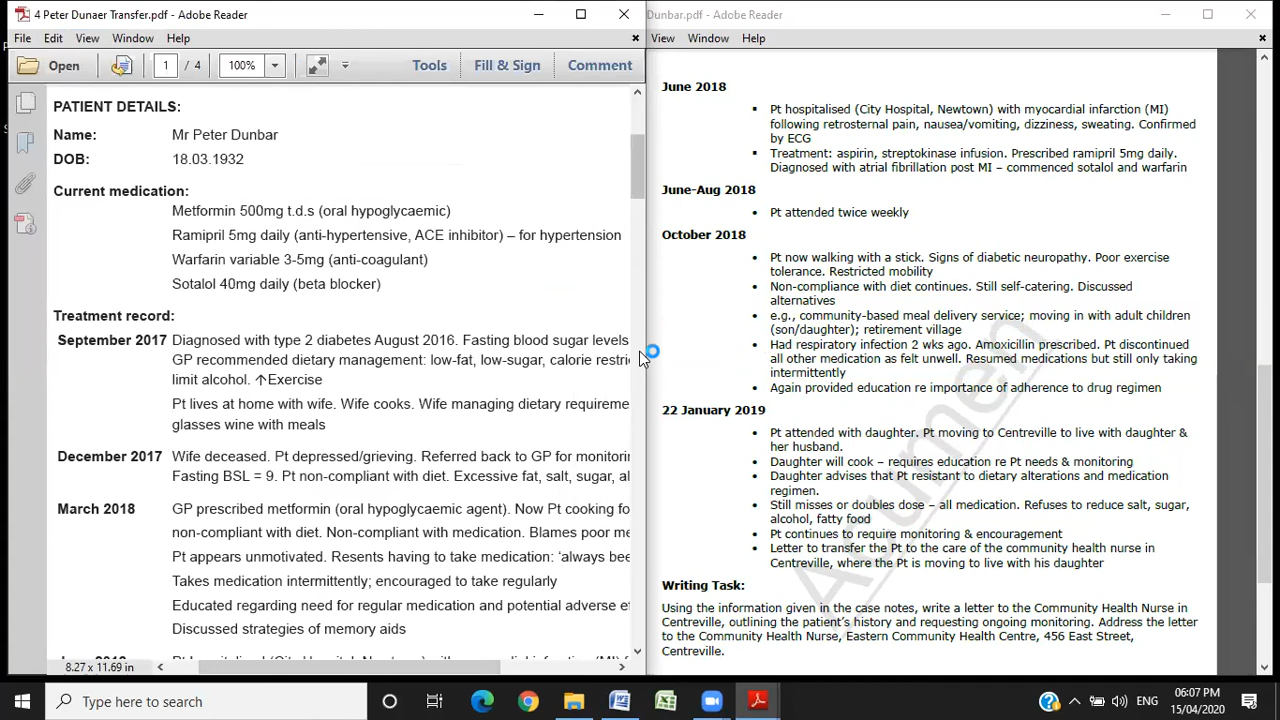 4 Peter Dunaer Transfer.pdf - Adobe Reader
File Edit View Window Help
Open 1 / 4 100% Tools Fill & Sign Comment
PATIENT DETAILS:
Name: Mr Peter Dunbar
DOB: 18.03.1932
Current medication:
Metformin 500mg t.d.s (oral hypoglycaemic)
Ramipril 5mg daily (anti-hypertensive, ACE inhibitor) – for hypertension
Warfarin variable 3-5mg (anti-coagulant)
Sotalol 40mg daily (beta blocker)
Treatment record:
September 2017 Diagnosed with type 2 diabetes August 2016. Fasting blood sugar levels
GP recommended dietary management: low-fat, low-sugar, calorie restri
limit alcohol. ↑Exercise
Pt lives at home with wife. Wife cooks. Wife managing dietary requireme
glasses wine with meals
December 2017 Wife deceased. Pt depressed/grieving. Referred back to GP for monitorin
Fasting BSL = 9. Pt non-compliant with diet. Excessive fat, salt, sugar, al
March 2018 GP prescribed metformin (oral hypoglycaemic agent). Now Pt cooking fo
non-compliant with diet. Non-compliant with medication. Blames poor me
Pt appears unmotivated. Resents having to take medication: 'always bee
Takes medication intermittently; encouraged to take regularly
Educated regarding need for regular medication and potential adverse ef
Discussed strategies of memory aids
8.27 x 11.69 in
Dunbar.pdf - Adobe Reader
View Window Help
June 2018
▪ Pt hospitalised (City Hospital, Newtown) with myocardial infarction (MI)
following retrosternal pain, nausea/vomiting, dizziness, sweating. Confirmed
by ECG
▪ Treatment: aspirin, streptokinase infusion. Prescribed ramipril 5mg daily.
Diagnosed with atrial fibrillation post MI – commenced sotalol and warfarin
June-Aug 2018
• Pt attended twice weekly
October 2018
• Pt now walking with a stick. Signs of diabetic neuropathy. Poor exercise
tolerance. Restricted mobility
• Non-compliance with diet continues. Still self-catering. Discussed
alternatives
• e.g., community-based meal delivery service; moving in with adult children
(son/daughter); retirement village
• Had respiratory infection 2 wks ago. Amoxicillin prescribed. Pt discontinued
all other medication as felt unwell. Resumed medications but still only taking
intermittently
• Again provided education re importance of adherence to drug regimen
22 January 2019
• Pt attended with daughter. Pt moving to Centreville to live with daughter &
her husband.
• Daughter will cook – requires education re Pt needs & monitoring
• Daughter advises that Pt resistant to dietary alterations and medication
regimen.
• Still misses or doubles dose – all medication. Refuses to reduce salt, sugar,
alcohol, fatty food
• Pt continues to require monitoring & encouragement
• Letter to transfer the Pt to the care of the community health nurse in
Centreville, where the Pt is moving to live with his daughter
Writing Task:
Using the information given in the case notes, write a letter to the Community Health Nurse in
Centreville, outlining the patient's history and requesting ongoing monitoring. Address the letter
to the Community Health Nurse, Eastern Community Health Centre, 456 East Street,
Centreville.
Acumen
Type here to search
ENG
06:07 PM
15/04/2020